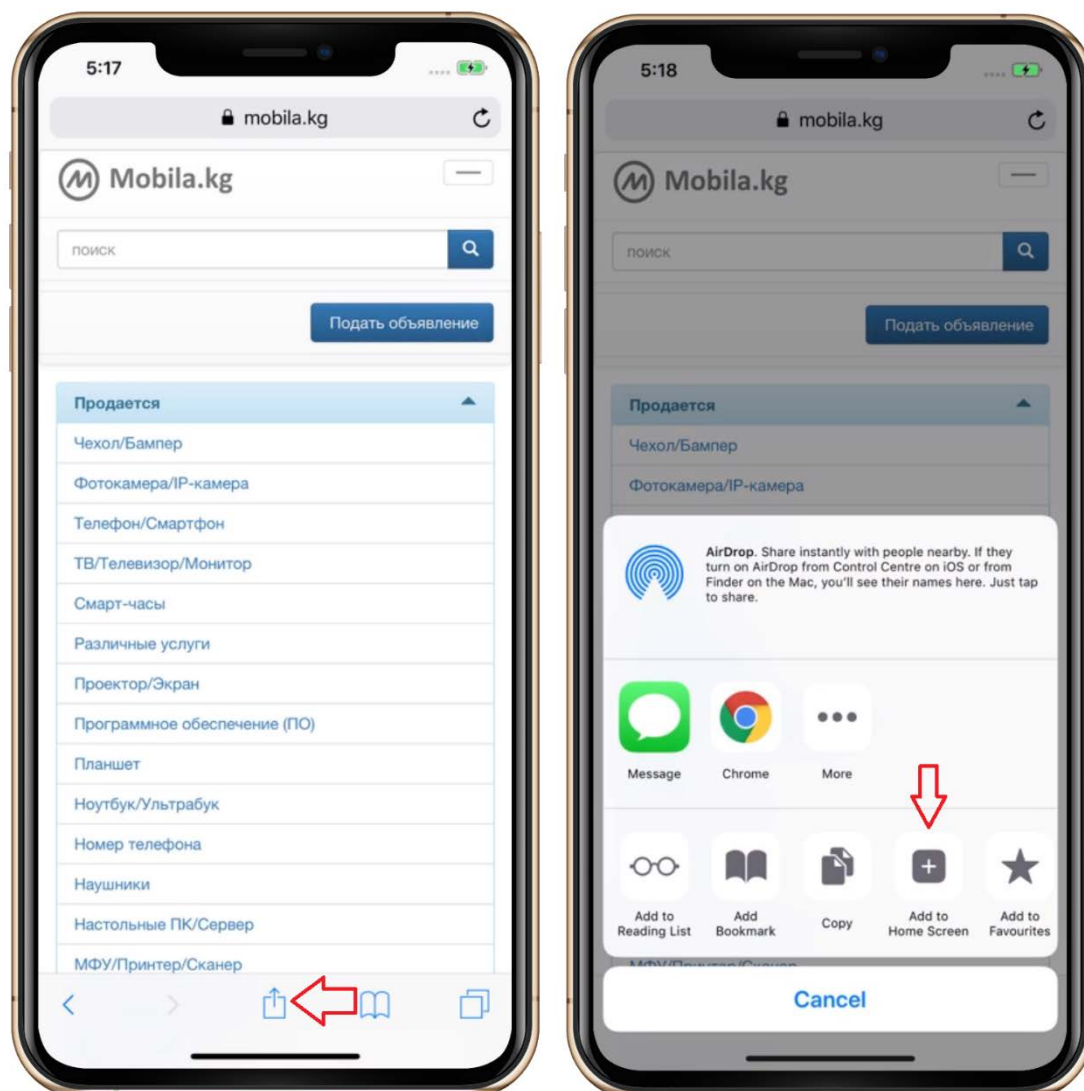 5:17
mobila.kg
Mobila.kg
поиск
Подать объявление
Продается
Чехол/Бампер
Фотокамера/IP-камера
Телефон/Смартфон
ТВ/Телевизор/Монитор
Смарт-часы
Различные услуги
Проектор/Экран
Программное обеспечение (ПО)
Планшет
Ноутбук/Ультрабук
Номер телефона
Наушники
Настольные ПК/Сервер
МФУ/Принтер/Сканер
5:18
mobila.kg
Mobila.kg
поиск
Подать объявление
Продается
Чехол/Бампер
Фотокамера/IP-камера
AirDrop. Share instantly with people nearby. If they
turn on AirDrop from Control Centre on iOS or from
Finder on the Mac, you'll see their names here. Just tap
to share.
Message Chrome More
Add to Reading List
Add Bookmark
Copy
Add to Home Screen
Add to Favourites
МФУ/Принтер/Сканер
Cancel